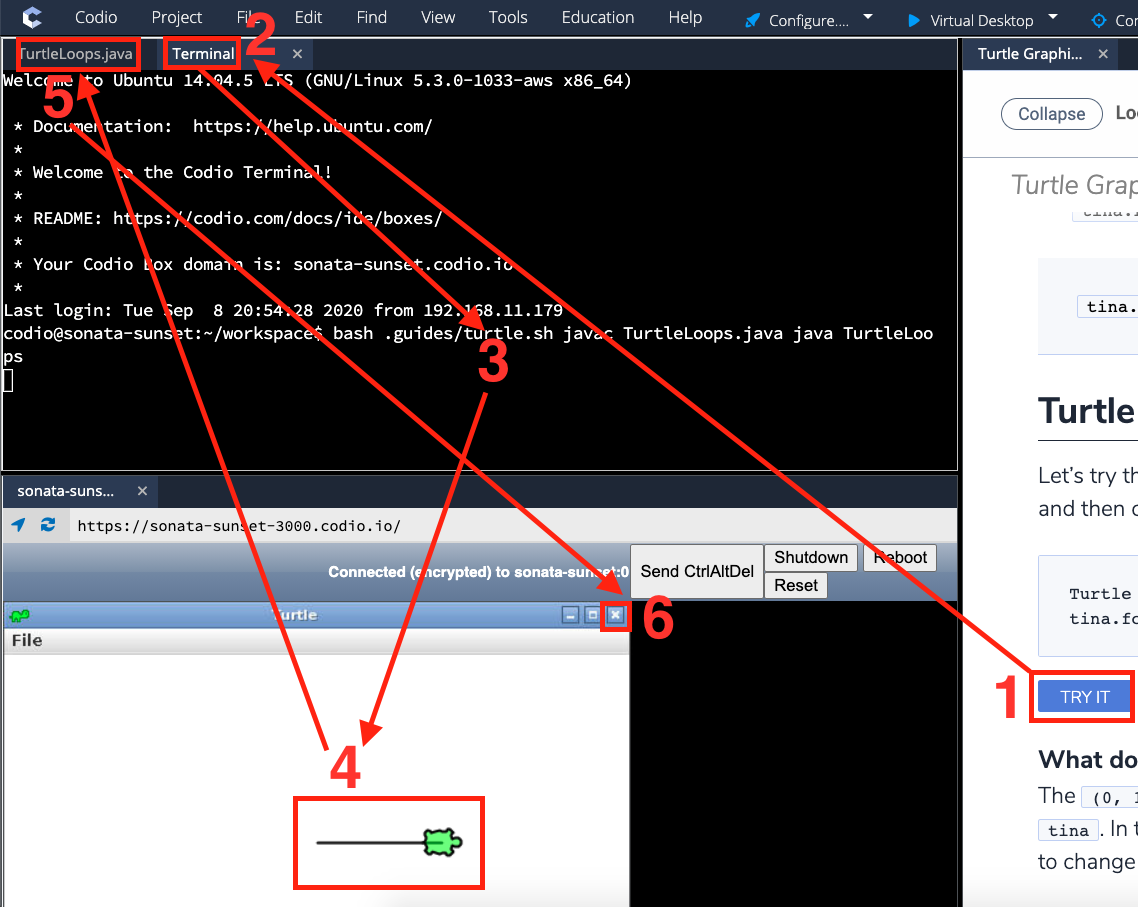 Codio Project File Edit Find View Tools Education Help Configure.... Virtual Desktop Con
TurtleLoops.java Terminal 2
5
Welcome to Ubuntu 14.04.5 LTS (GNU/Linux 5.3.0-1033-aws x86_64)
* Documentation: https://help.ubuntu.com/
*
* Welcome to the Codio Terminal!
*
* README: https://codio.com/docs/ide/boxes/
*
* Your Codio Box domain is: sonata-sunset.codio.io
*
Last login: Tue Sep 8 20:54:28 2020 from 192.168.11.179
codio@sonata-sunset:~/workspace$ bash .guides/turtle.sh javac TurtleLoops.java java TurtleLoo
ps
3
sonata-suns...
https://sonata-sunset-3000.codio.io/
Connected (encrypted) to sonata-sunset:0
Send CtrlAltDel
Shutdown
Reboot
Reset
Turtle
6
File
4
Turtle Graphi...
Collapse
Loo
Turtle Grap
tina.
Turtle
Let's try th
and then c
Turtle
tina.fo
1
TRY IT
What do
The (0, 1
tina . In t
to change